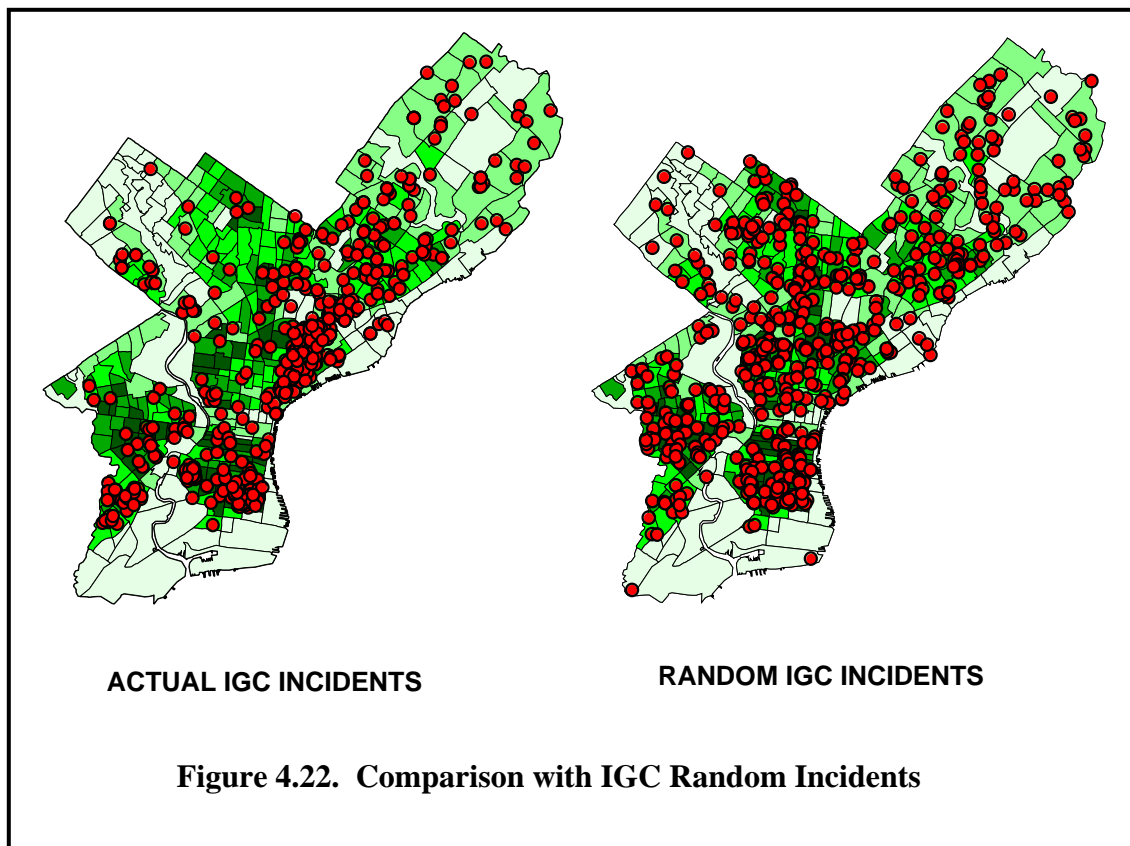 ACTUAL IGC INCIDENTS
RANDOM IGC INCIDENTS
Figure 4.22. Comparison with IGC Random Incidents